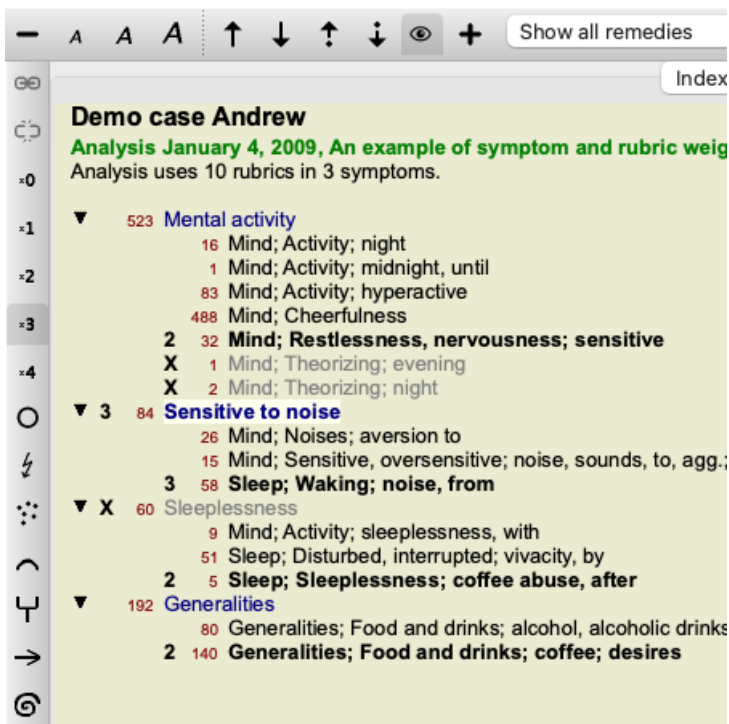 A A A Show all remedies
Index
Demo case Andrew
Analysis January 4, 2009, An example of symptom and rubric weig
Analysis uses 10 rubrics in 3 symptoms.
×0
×1
×2
×3
×4
▼ 523 Mental activity
16 Mind; Activity; night
1 Mind; Activity; midnight, until
83 Mind; Activity; hyperactive
488 Mind; Cheerfulness
2 32 Mind; Restlessness, nervousness; sensitive
X 1 Mind; Theorizing; evening
X 2 Mind; Theorizing; night
▼ 3 84 Sensitive to noise
26 Mind; Noises; aversion to
15 Mind; Sensitive, oversensitive; noise, sounds, to, agg.;
3 58 Sleep; Waking; noise, from
▼ X 60 Sleeplessness
9 Mind; Activity; sleeplessness, with
51 Sleep; Disturbed, interrupted; vivacity, by
2 5 Sleep; Sleeplessness; coffee abuse, after
▼ 192 Generalities
80 Generalities; Food and drinks; alcohol, alcoholic drinks
2 140 Generalities; Food and drinks; coffee; desires